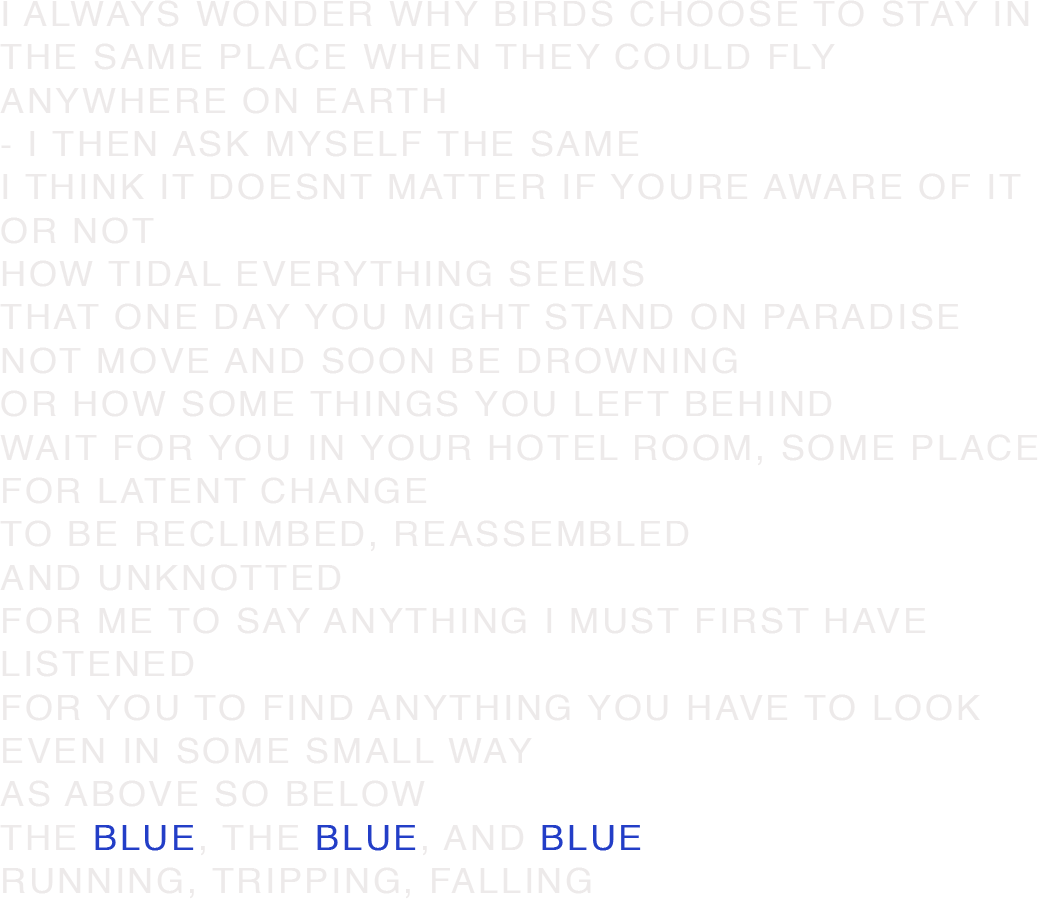 I ALWAYS WONDER WHY BIRDS CHOOSE TO STAY IN
THE SAME PLACE WHEN THEY COULD FLY
ANYWHERE ON EARTH
- I THEN ASK MYSELF THE SAME
I THINK IT DOESNT MATTER IF YOURE AWARE OF IT
OR NOT
HOW TIDAL EVERYTHING SEEMS
THAT ONE DAY YOU MIGHT STAND ON PARADISE
NOT MOVE AND SOON BE DROWNING
OR HOW SOME THINGS YOU LEFT BEHIND
WAIT FOR YOU IN YOUR HOTEL ROOM, SOME PLACE
FOR LATENT CHANGE
TO BE RECLIMBED, REASSEMBLED
AND UNKNOTTED
FOR ME TO SAY ANYTHING I MUST FIRST HAVE
LISTENED
FOR YOU TO FIND ANYTHING YOU HAVE TO LOOK
EVEN IN SOME SMALL WAY
AS ABOVE SO BELOW
THE BLUE, THE BLUE, AND BLUE
RUNNING, TRIPPING, FALLING